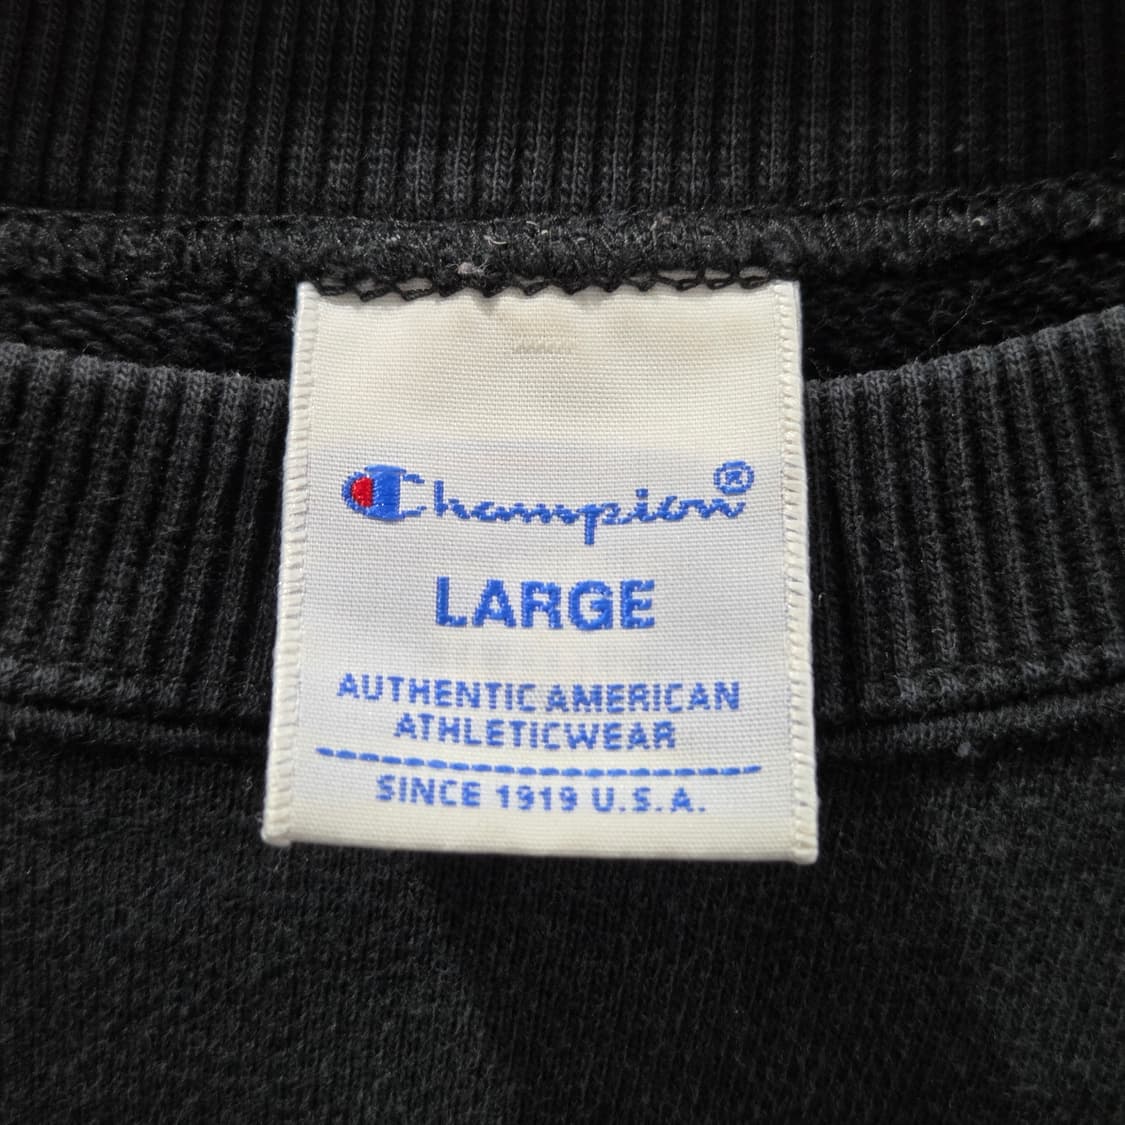 Champion®
LARGE
AUTHENTIC AMERICAN
ATHLETICWEAR
SINCE 1919 U.S.A.